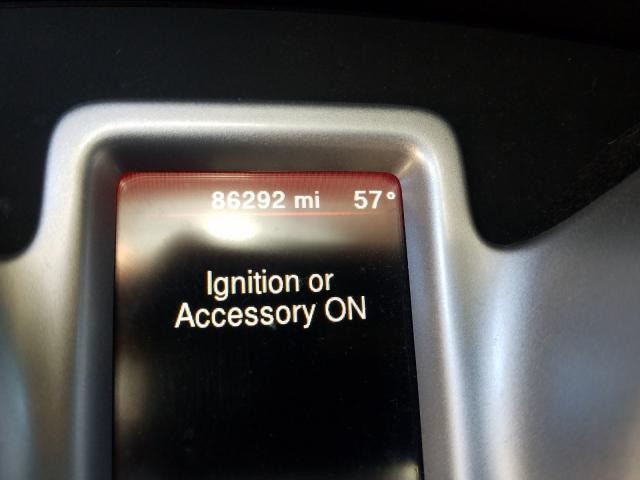 86292 mi 57°
Ignition or
Accessory ON